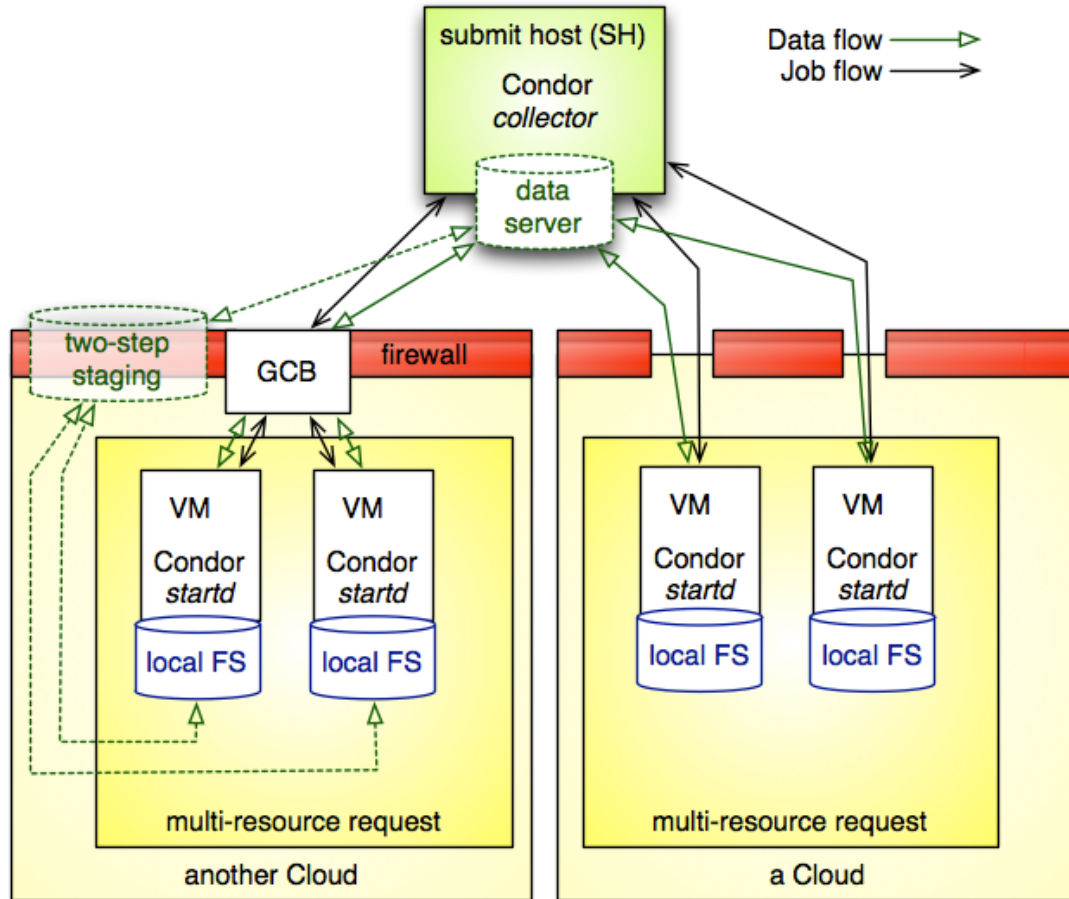 submit host (SH)
Condor
collector
data
server
Data flow
Job flow
two-step
staging
GCB
firewall
VM
Condor
startd
local FS
VM
Condor
startd
local FS
multi-resource request
another Cloud
VM
Condor
startd
local FS
VM
Condor
startd
local FS
multi-resource request
a Cloud